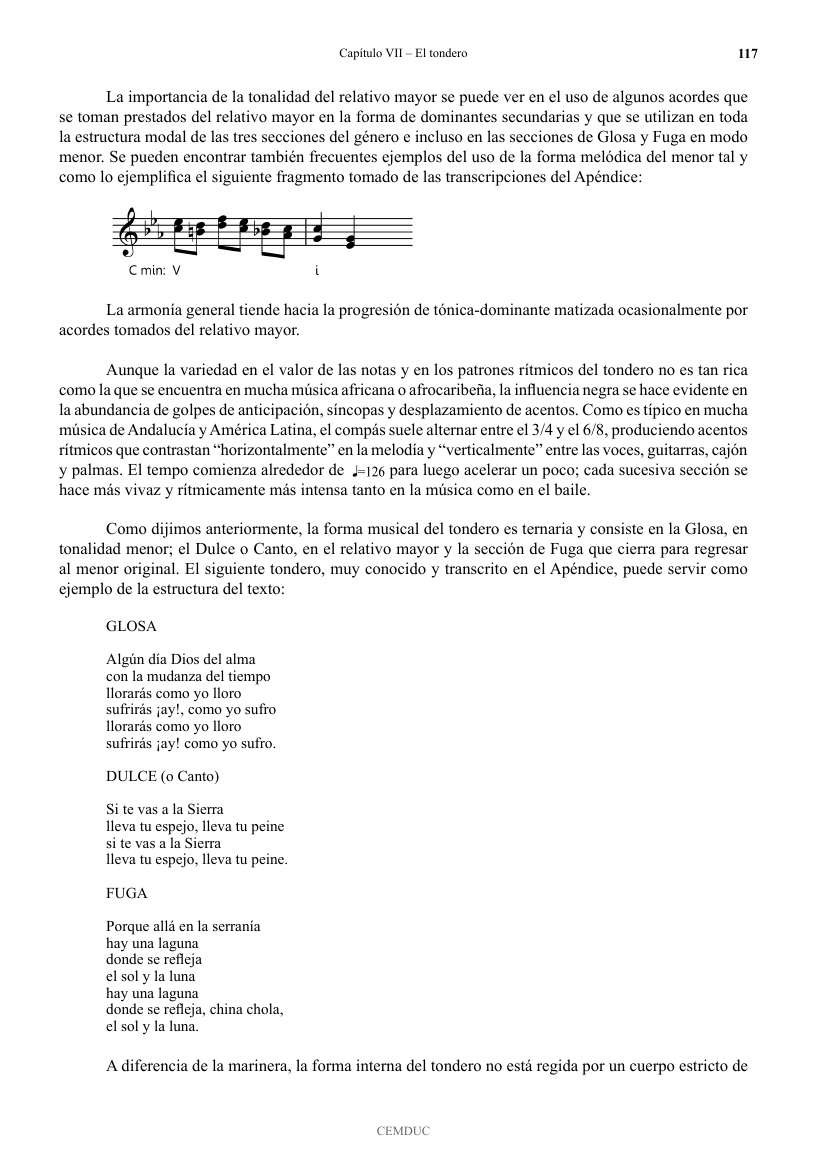 Capítulo VII – El tondero 117
La importancia de la tonalidad del relativo mayor se puede ver en el uso de algunos acordes que
se toman prestados del relativo mayor en la forma de dominantes secundarias y que se utilizan en toda
la estructura modal de las tres secciones del género e incluso en las secciones de Glosa y Fuga en modo
menor. Se pueden encontrar también frecuentes ejemplos del uso de la forma melódica del menor tal y
como lo ejemplifica el siguiente fragmento tomado de las transcripciones del Apéndice:
C min: V i
La armonía general tiende hacia la progresión de tónica-dominante matizada ocasionalmente por
acordes tomados del relativo mayor.
Aunque la variedad en el valor de las notas y en los patrones rítmicos del tondero no es tan rica
como la que se encuentra en mucha música africana o afrocaribeña, la influencia negra se hace evidente en
la abundancia de golpes de anticipación, síncopas y desplazamiento de acentos. Como es típico en mucha
música de Andalucía y América Latina, el compás suele alternar entre el 3/4 y el 6/8, produciendo acentos
rítmicos que contrastan “horizontalmente” en la melodía y “verticalmente” entre las voces, guitarras, cajón
y palmas. El tempo comienza alrededor de ♩=126 para luego acelerar un poco; cada sucesiva sección se
hace más vivaz y rítmicamente más intensa tanto en la música como en el baile.
Como dijimos anteriormente, la forma musical del tondero es ternaria y consiste en la Glosa, en
tonalidad menor; el Dulce o Canto, en el relativo mayor y la sección de Fuga que cierra para regresar
al menor original. El siguiente tondero, muy conocido y transcrito en el Apéndice, puede servir como
ejemplo de la estructura del texto:
GLOSA
Algún día Dios del alma
con la mudanza del tiempo
llorarás como yo lloro
sufrirás ¡ay!, como yo sufro
llorarás como yo lloro
sufrirás ¡ay! como yo sufro.
DULCE (o Canto)
Si te vas a la Sierra
lleva tu espejo, lleva tu peine
si te vas a la Sierra
lleva tu espejo, lleva tu peine.
FUGA
Porque allá en la serranía
hay una laguna
donde se refleja
el sol y la luna
hay una laguna
donde se refleja, china chola,
el sol y la luna.
A diferencia de la marinera, la forma interna del tondero no está regida por un cuerpo estricto de
CEMDUC